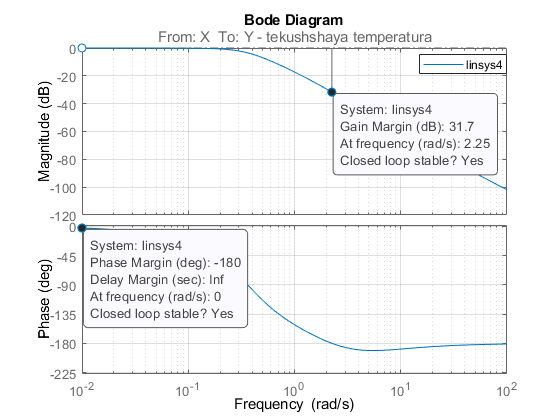 Bode Diagram
From: X  To: Y - tekushshaya temperatura
Magnitude (dB)
0
-20
-40
-60
-80
-100
-120
linsys4
System: linsys4
Gain Margin (dB): 31.7
At frequency (rad/s): 2.25
Closed loop stable? Yes
Phase (deg)
0
-45
-90
-135
-180
-225
System: linsys4
Phase Margin (deg): -180
Delay Margin (sec): Inf
At frequency (rad/s): 0
Closed loop stable? Yes
10^-2
10^-1
10^0
10^1
10^2
Frequency (rad/s)